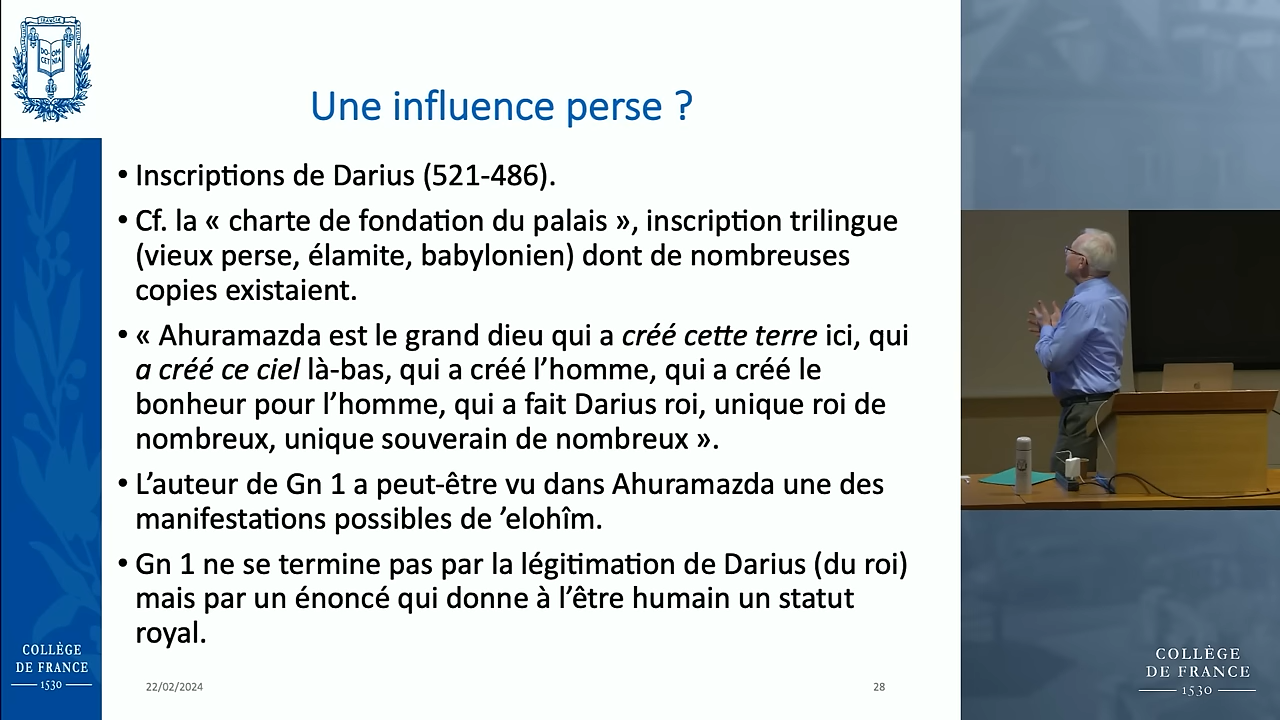 DO- OM-
CET NIA
Une influence perse ?
• Inscriptions de Darius (521-486).
• Cf. la « charte de fondation du palais », inscription trilingue
(vieux perse, élamite, babylonien) dont de nombreuses
copies existaient.
• « Ahuramazda est le grand dieu qui a créé cette terre ici, qui
a créé ce ciel là-bas, qui a créé l’homme, qui a créé le
bonheur pour l’homme, qui a fait Darius roi, unique roi de
nombreux, unique souverain de nombreux ».
• L’auteur de Gn 1 a peut-être vu dans Ahuramazda une des
manifestations possibles de ’elohîm.
• Gn 1 ne se termine pas par la légitimation de Darius (du roi)
mais par un énoncé qui donne à l’être humain un statut
royal.
COLLÈGE
DE FRANCE
1530
22/02/2024
28
COLLÈGE
DE FRANCE
1530